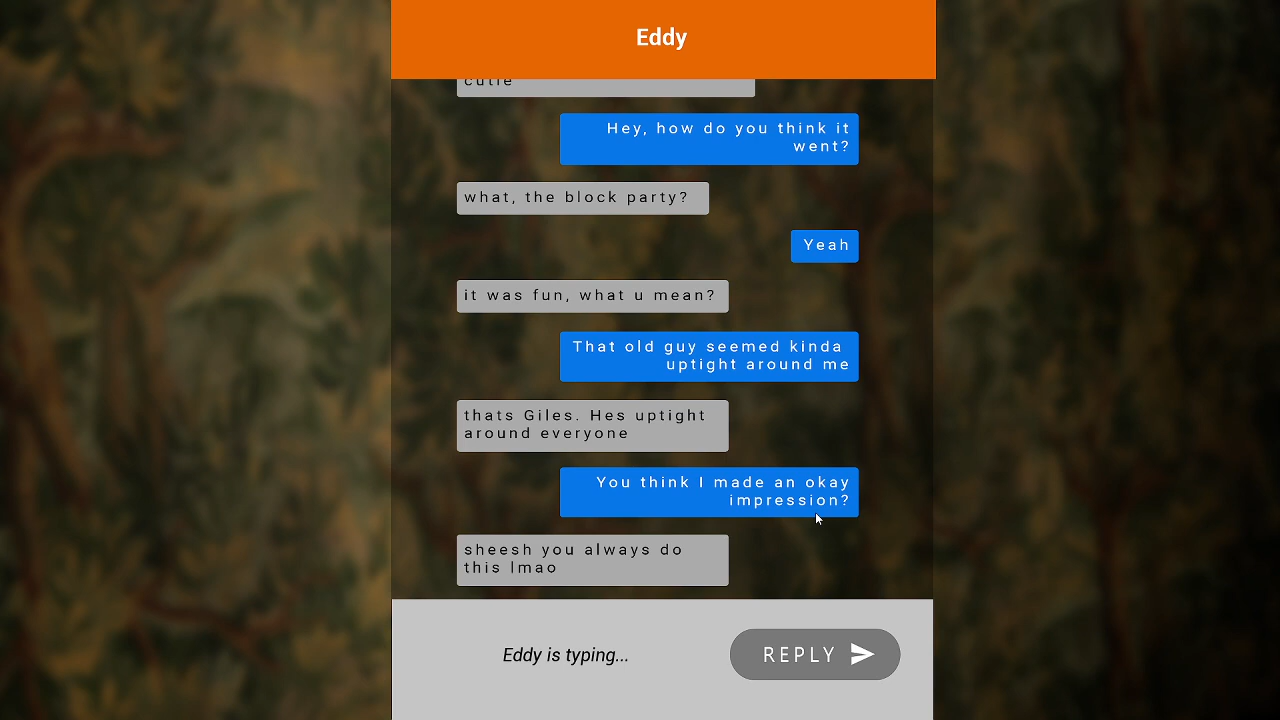 Eddy
cutie
Hey, how do you think it
went?
what, the block party?
Yeah
it was fun, what u mean?
That old guy seemed kinda
uptight around me
thats Giles. Hes uptight
around everyone
You think I made an okay
impression?
sheesh you always do
this lmao
Eddy is typing...
REPLY